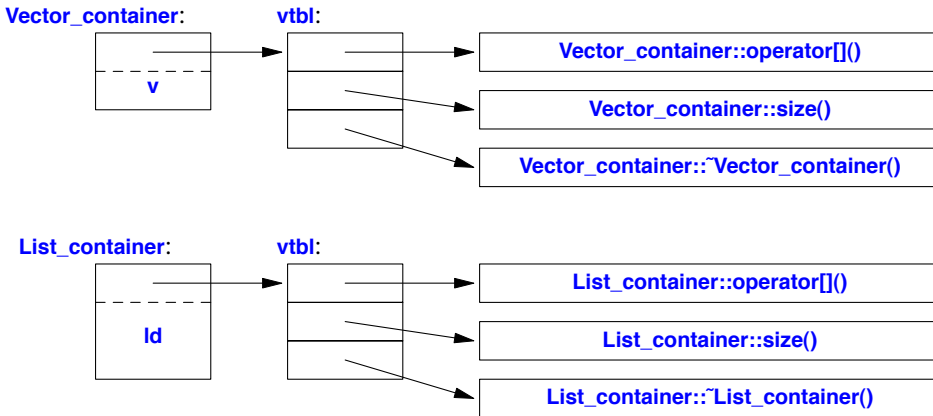 Vector_container: vtbl:
Vector_container::operator[]()
v
Vector_container::size()
Vector_container::˜Vector_container()
List_container: vtbl:
List_container::operator[]()
ld
List_container::size()
List_container::˜List_container()